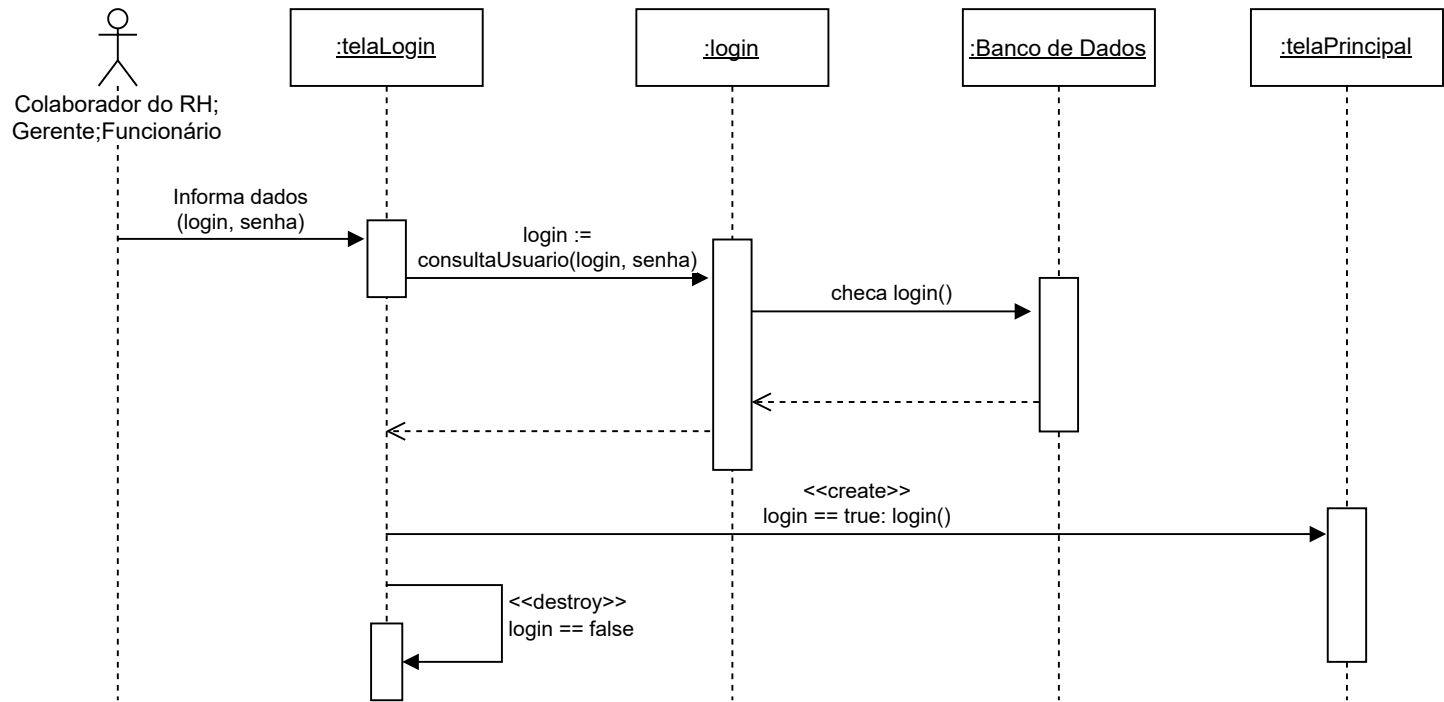 :telaLogin
:login
:Banco de Dados
:telaPrincipal
Colaborador do RH;
Gerente;Funcionário
Informa dados
(login, senha)
login :=
consultaUsuario(login, senha)
checa login()
<<create>>
login == true: login()
<<destroy>>
login == false